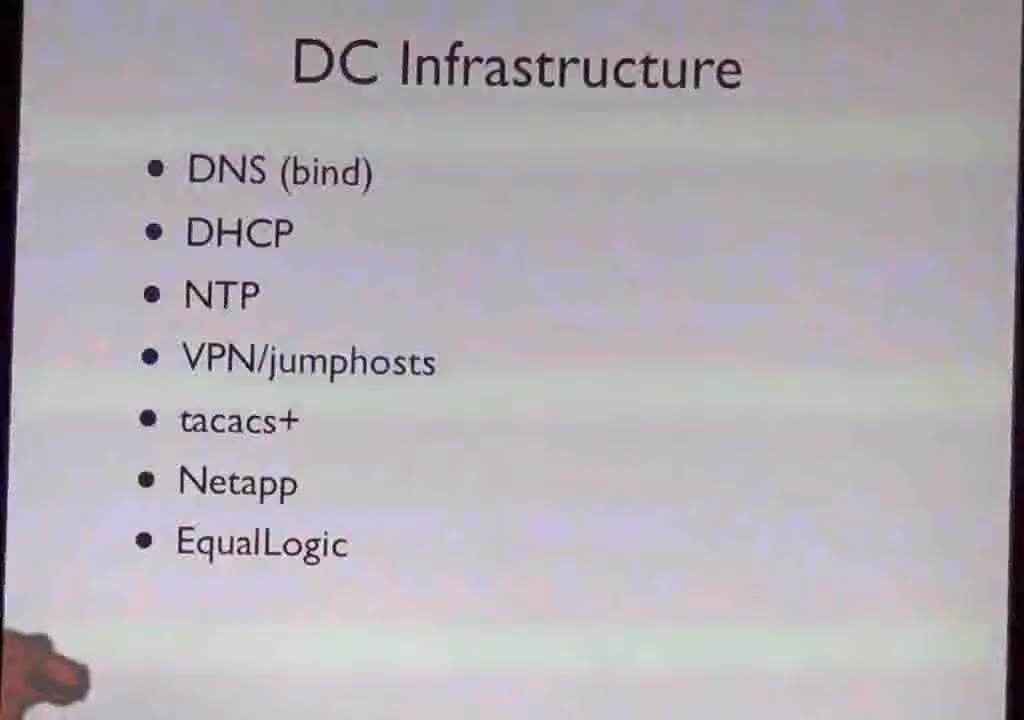 DC Infrastructure
• DNS (bind)
• DHCP
• NTP
• VPN/jumphosts
• tacacs+
• Netapp
• EqualLogic